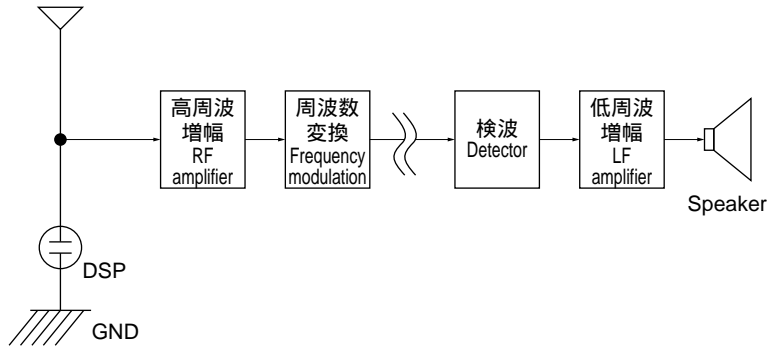 高周波
増幅
RF
amplifier
周波数
変換
Frequency
modulation
検波
Detector
低周波
増幅
LF
amplifier
Speaker
DSP
GND